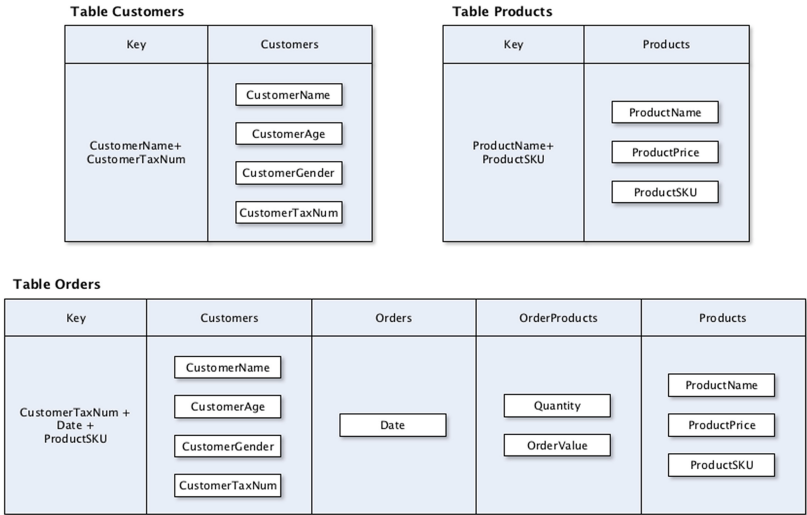 Table Customers
Key
Customers
CustomerName+
CustomerTaxNum
CustomerName
CustomerAge
CustomerGender
CustomerTaxNum
Table Products
Key
Products
ProductName+
ProductSKU
ProductName
ProductPrice
ProductSKU
Table Orders
Key
Customers
Orders
OrderProducts
Products
CustomerTaxNum +
Date +
ProductSKU
CustomerName
CustomerAge
CustomerGender
CustomerTaxNum
Date
Quantity
OrderValue
ProductName
ProductPrice
ProductSKU